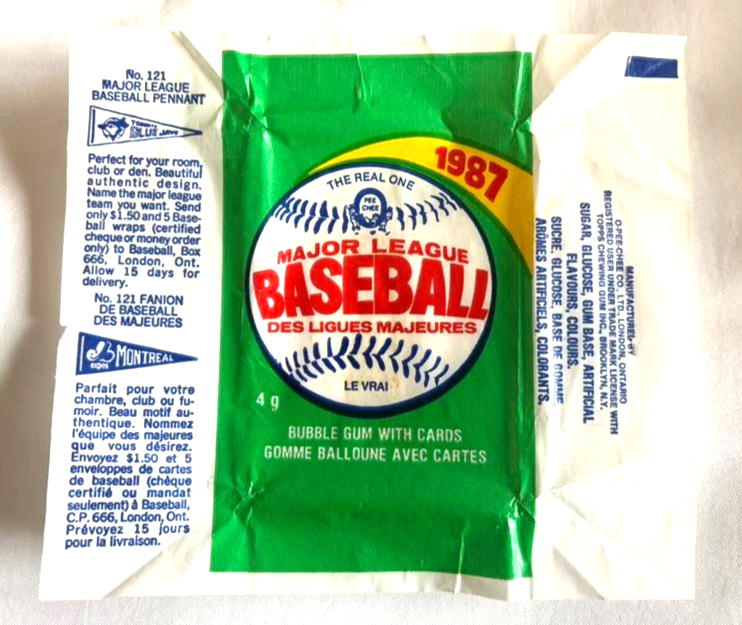 No. 121
MAJOR LEAGUE
BASEBALL PENNANT
TORONTO
BLUE JAYS
Perfect for your room,
club or den. Beautiful
authentic design.
Name the major league
team you want. Send
only $1.50 and 5 Base-
ball wraps (certified
cheque or money order
only) to Baseball, Box
666, London, Ont.
Allow 15 days for
delivery.
No. 121 FANION
DE BASEBALL
DES MAJEURES
expos
MONTREAL
Parfait pour votre
chambre, club ou fu-
moir. Beau motif au-
thentique. Nommez
l'équipe des majeures
que vous désirez.
Envoyez $1.50 et 5
enveloppes de cartes
de baseball (chèque
certifié ou mandat
seulement) à Baseball,
C.P. 666, London, Ont.
Prévoyez 15 jours
pour la livraison.
1987
THE REAL ONE
PEE
CHEE
MAJOR LEAGUE
BASEBALL
DES LIGUES MAJEURES
LE VRAI
4 g
BUBBLE GUM WITH CARDS
GOMME BALLOUNE AVEC CARTES
MANUFACTURED BY
O-PEE-CHEE CO., LTD., LONDON, ONTARIO
REGISTERED USER UNDER TRADE MARK LICENSE WITH
TOPPS CHEWING GUM INC., BROOKLYN, N.Y.
SUGAR, GLUCOSE, GUM BASE, ARTIFICIAL
FLAVOURS, COLOURS.
SUCRE, GLUCOSE, BASE DE GOMME,
ARÔMES ARTIFICIELS, COLORANTS.